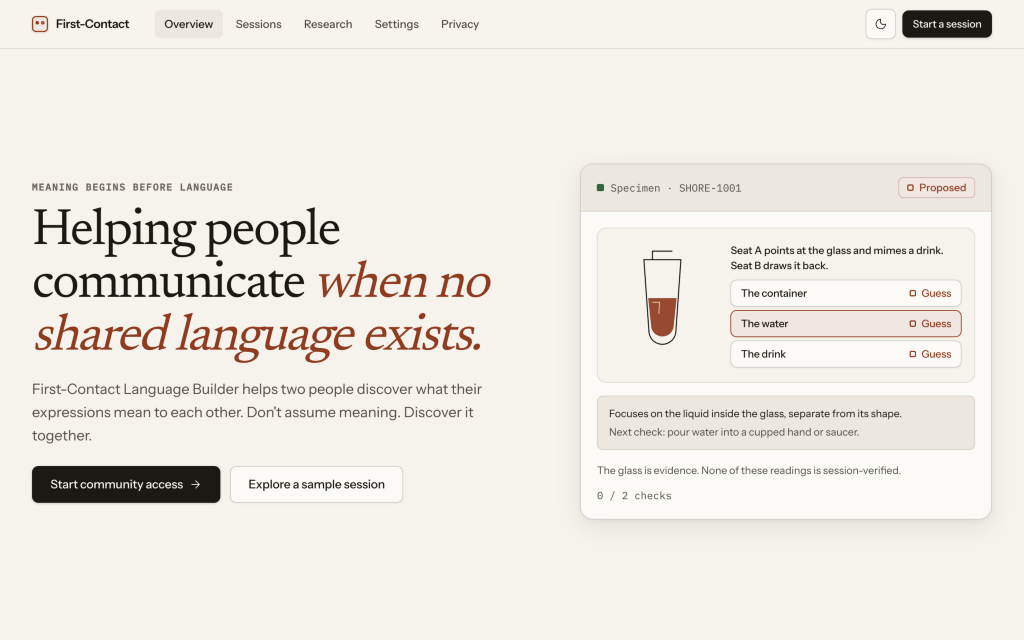 First-Contact
Overview
Sessions
Research
Settings
Privacy
Start a session
MEANING BEGINS BEFORE LANGUAGE
Helping people
communicate when no
shared language exists.
First-Contact Language Builder helps two people discover what their
expressions mean to each other. Don't assume meaning. Discover it
together.
Start community access →
Explore a sample session
Specimen · SHORE-1001
Proposed
Seat A points at the glass and mimes a drink.
Seat B draws it back.
The container Guess
The water Guess
The drink Guess
Focuses on the liquid inside the glass, separate from its shape.
Next check: pour water into a cupped hand or saucer.
The glass is evidence. None of these readings is session-verified.
0 / 2 checks